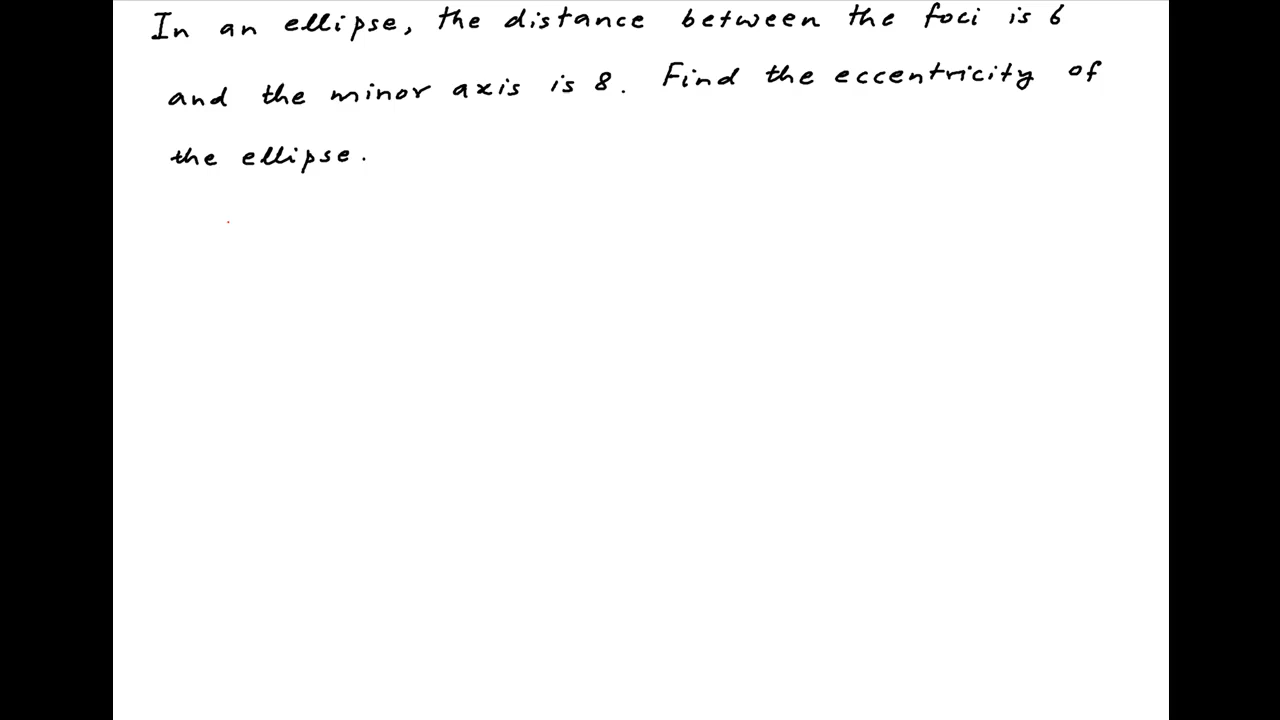 In an ellipse, the distance between the foci is 6
and the minor axis is 8. Find the eccentricity of
the ellipse.